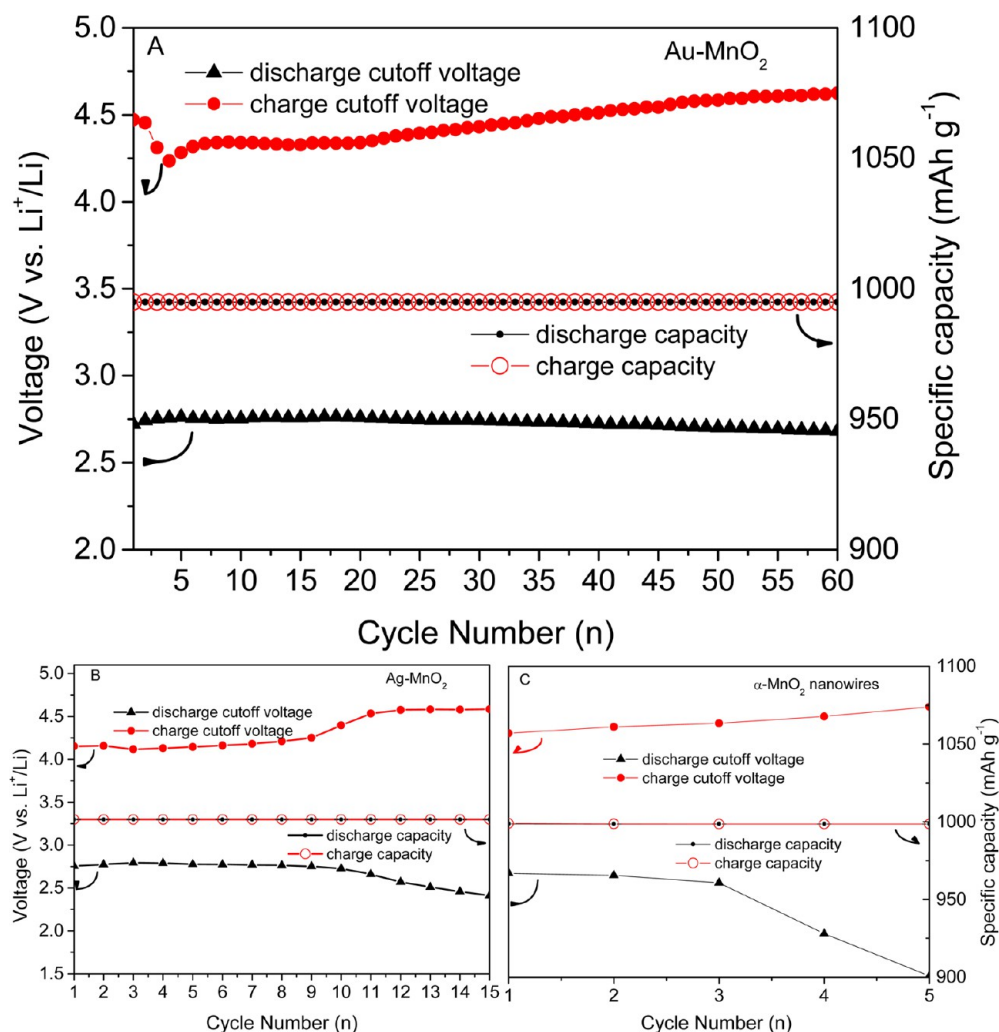 A
Au-MnO₂
discharge cutoff voltage
charge cutoff voltage
discharge capacity
charge capacity
Voltage (V vs. Li⁺/Li)
5.0
4.5
4.0
3.5
3.0
2.5
2.0
Specific capacity (mAh g⁻¹)
1100
1050
1000
950
900
5 10 15 20 25 30 35 40 45 50 55 60
Cycle Number (n)
B
Ag-MnO₂
discharge cutoff voltage
charge cutoff voltage
discharge capacity
charge capacity
Voltage (V vs. Li⁺/Li)
5.0
4.5
4.0
3.5
3.0
2.5
2.0
1.5
1 2 3 4 5 6 7 8 9 10 11 12 13 14 15
Cycle Number (n)
C
α-MnO₂ nanowires
discharge cutoff voltage
charge cutoff voltage
discharge capacity
charge capacity
Specific capacity (mAh g⁻¹)
1100
1050
1000
950
900
1 2 3 4 5
Cycle Number (n)